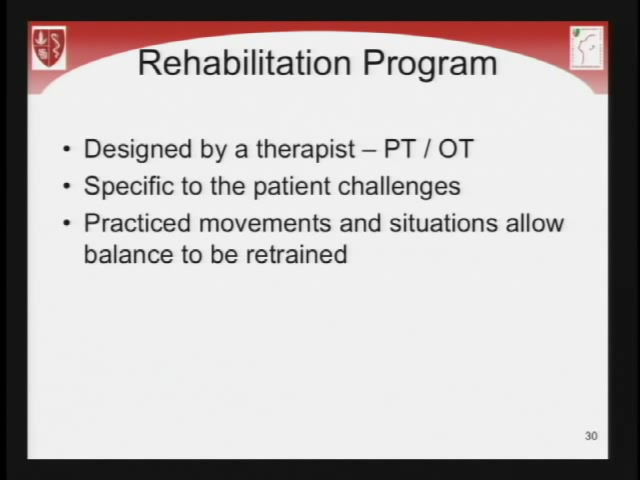 Rehabilitation Program
• Designed by a therapist – PT / OT
• Specific to the patient challenges
• Practiced movements and situations allow
balance to be retrained
30